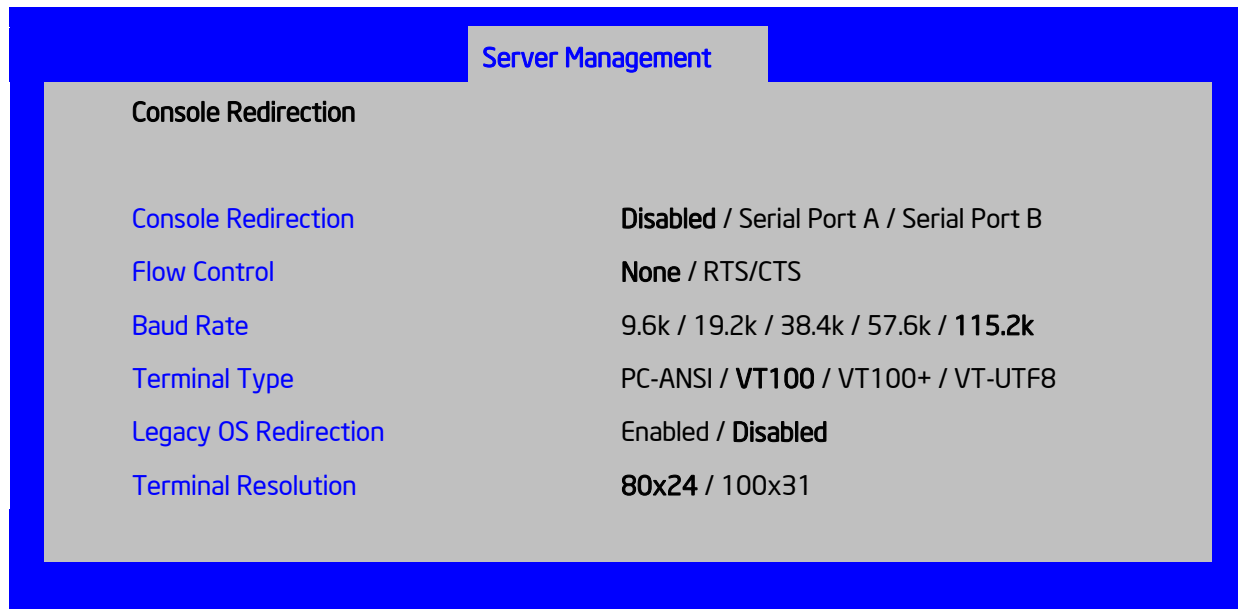 Server Management
Console Redirection
Console Redirection Disabled / Serial Port A / Serial Port B
Flow Control None / RTS/CTS
Baud Rate 9.6k / 19.2k / 38.4k / 57.6k / 115.2k
Terminal Type PC-ANSI / VT100 / VT100+ / VT-UTF8
Legacy OS Redirection Enabled / Disabled
Terminal Resolution 80x24 / 100x31